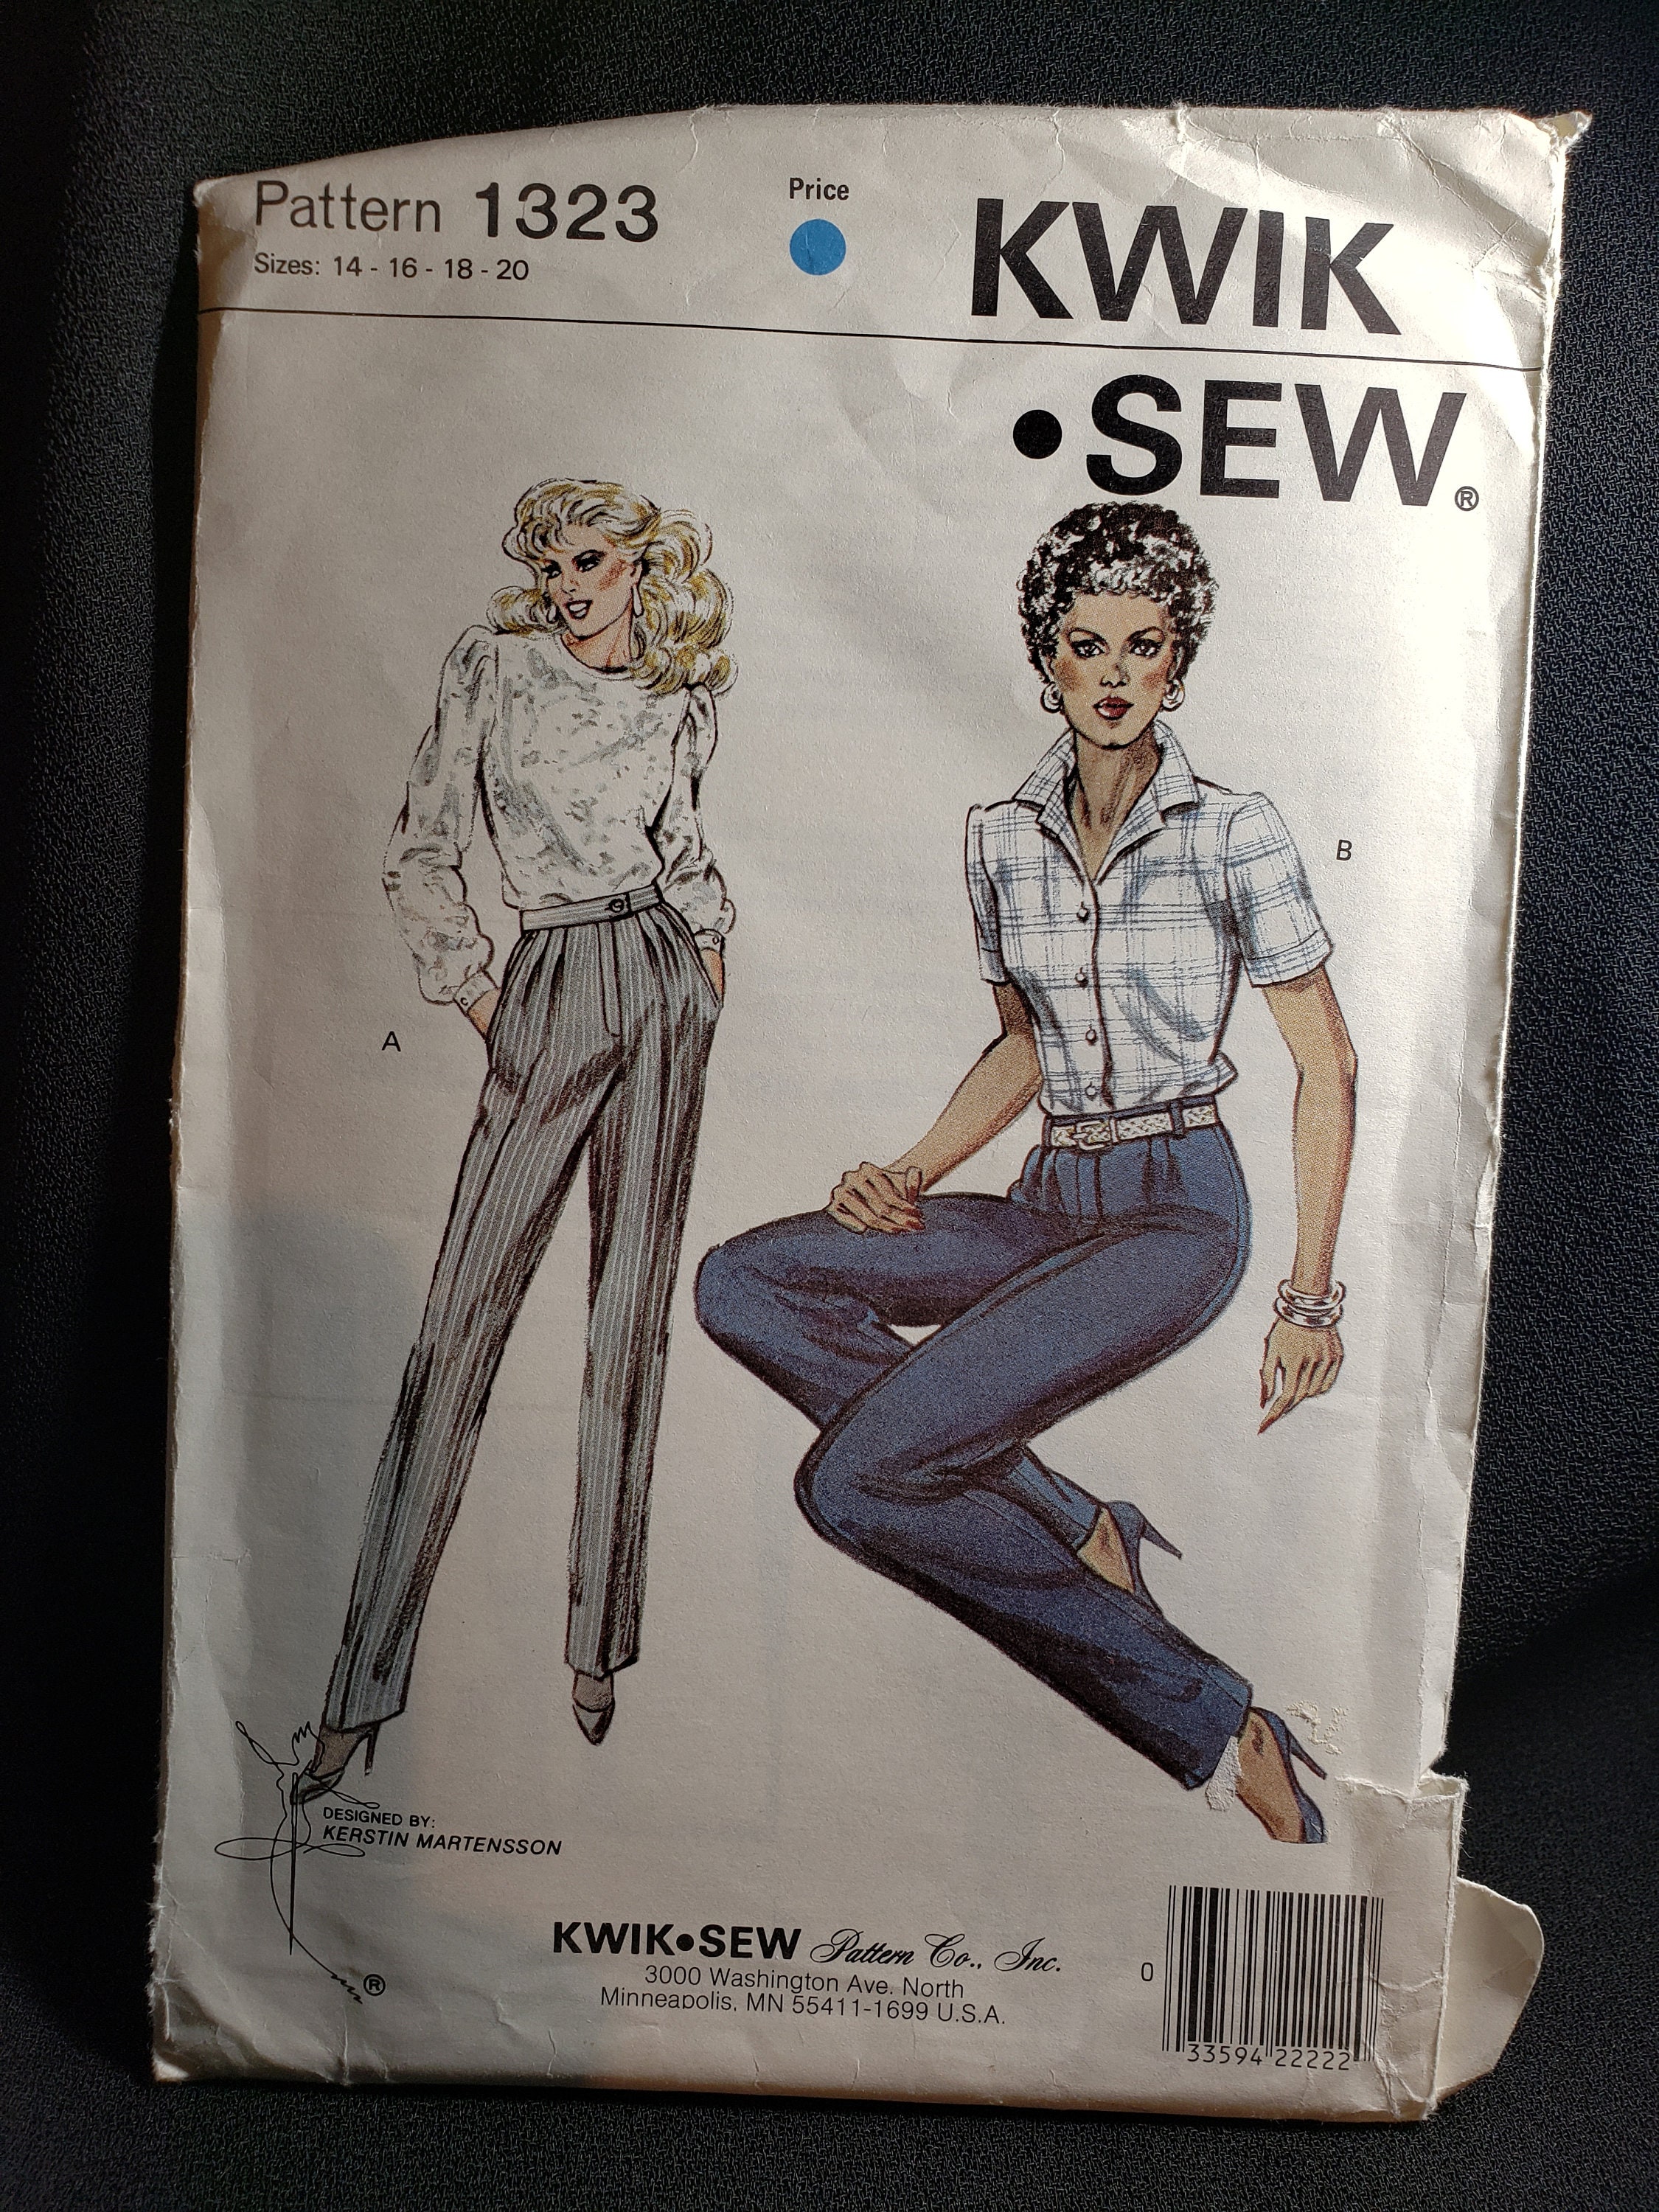 Pattern 1323
Sizes: 14 - 16 - 18 - 20
Price
KWIK
•SEW®
A
B
DESIGNED BY:
KERSTIN MARTENSSON
®
KWIK•SEW Pattern Co., Inc.
3000 Washington Ave. North
Minneapolis, MN 55411-1699 U.S.A.
0
33594 22222